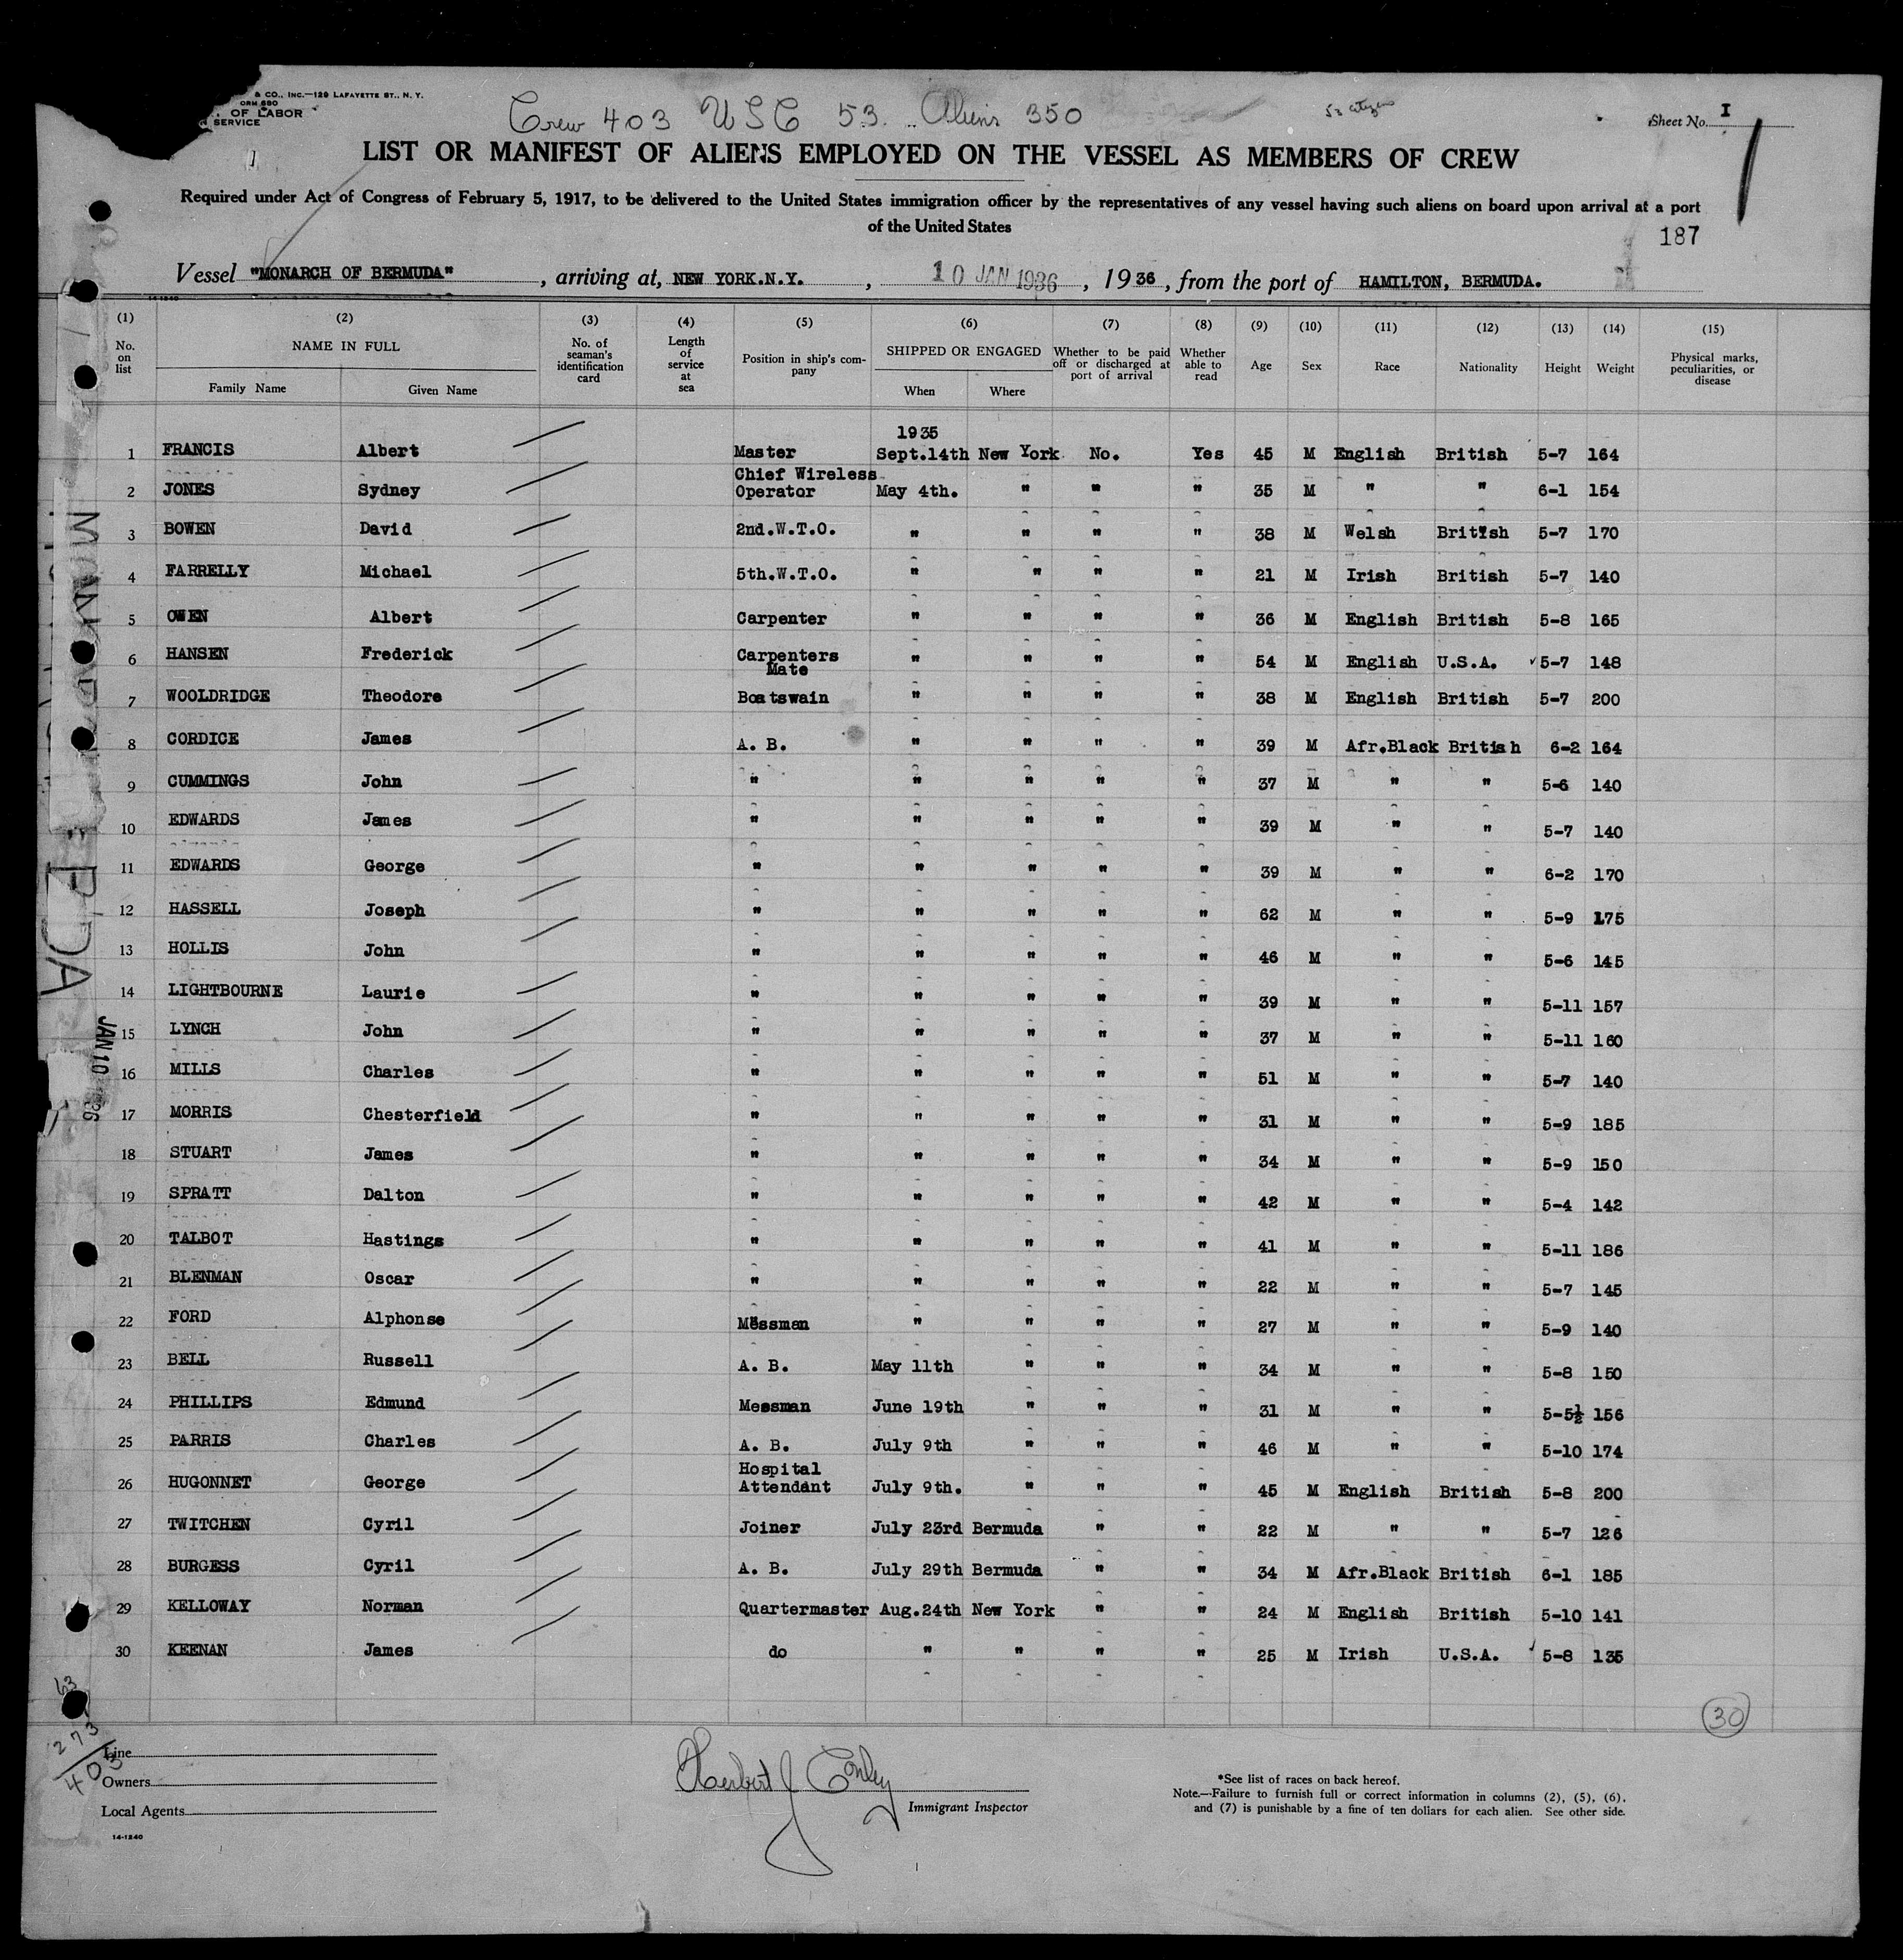 & CO., INC.—129 LAFAYETTE ST., N. Y.
ORM 680
OF LABOR
SERVICE
Crew 403 USC 53. Aliens 350
53 citizens
Sheet No. I
1
LIST OR MANIFEST OF ALIENS EMPLOYED ON THE VESSEL AS MEMBERS OF CREW
Required under Act of Congress of February 5, 1917, to be delivered to the United States immigration officer by the representatives of any vessel having such aliens on board upon arrival at a port
of the United States
187
Vessel "MONARCH OF BERMUDA", arriving at, NEW YORK.N.Y., 10 JAN 1936, 1936, from the port of HAMILTON, BERMUDA.
14-1240
(1) (2) (3) (4) (5) (6) (7) (8) (9) (10) (11) (12) (13) (14) (15)
No. on list NAME IN FULL Family Name Given Name No. of seaman's identification card Length of service at sea Position in ship's company SHIPPED OR ENGAGED When Where Whether to be paid off or discharged at port of arrival Whether able to read Age Sex Race Nationality Height Weight Physical marks, peculiarities, or disease
1935
1 FRANCIS Albert Master Sept.14th New York No. Yes 45 M English British 5-7 164
2 JONES Sydney Chief Wireless Operator May 4th. " " " 35 M " " 6-1 154
3 BOWEN David 2nd.W.T.O. " " " " 38 M Welsh British 5-7 170
4 FARRELLY Michael 5th.W.T.O. " " " " 21 M Irish British 5-7 140
5 OWEN Albert Carpenter " " " " 36 M English British 5-8 165
6 HANSEN Frederick Carpenters Mate " " " " 54 M English U.S.A. 5-7 148
7 WOOLDRIDGE Theodore Boatswain " " " " 38 M English British 5-7 200
8 CORDICE James A. B. " " " " 39 M Afr.Black British 6-2 164
9 CUMMINGS John " " " " " 37 M " " 5-6 140
10 EDWARDS James " " " " " 39 M " " 5-7 140
11 EDWARDS George " " " " " 39 M " " 6-2 170
12 HASSELL Joseph " " " " " 62 M " " 5-9 175
13 HOLLIS John " " " " " 46 M " " 5-6 145
14 LIGHTBOURNE Laurie " " " " " 39 M " " 5-11 157
15 LYNCH John " " " " " 37 M " " 5-11 160
16 MILLS Charles " " " " " 51 M " " 5-7 140
17 MORRIS Chesterfield " " " " " 31 M " " 5-9 185
18 STUART James " " " " " 34 M " " 5-9 150
19 SPRATT Dalton " " " " " 42 M " " 5-4 142
20 TALBOT Hastings " " " " " 41 M " " 5-11 186
21 BLENMAN Oscar " " " " " 22 M " " 5-7 145
22 FORD Alphonse Messman " " " " 27 M " " 5-9 140
23 BELL Russell A. B. May 11th " " " 34 M " " 5-8 150
24 PHILLIPS Edmund Messman June 19th " " " 31 M " " 5-5½ 156
25 PARRIS Charles A. B. July 9th " " " 46 M " " 5-10 174
26 HUGONNET George Hospital Attendant July 9th. " " " 45 M English British 5-8 200
27 TWITCHEN Cyril Joiner July 23rd Bermuda " " 22 M " " 5-7 126
28 BURGESS Cyril A. B. July 29th Bermuda " " 34 M Afr.Black British 6-1 185
29 KELLOWAY Norman Quartermaster Aug.24th New York " " 24 M English British 5-10 141
30 KEENAN James do " " " " 25 M Irish U.S.A. 5-8 135
30
JAN 10
273
403
Line
Owners
Local Agents
14-1240
Herbert J Conley
Immigrant Inspector
*See list of races on back hereof.
Note.—Failure to furnish full or correct information in columns (2), (5), (6),
and (7) is punishable by a fine of ten dollars for each alien. See other side.